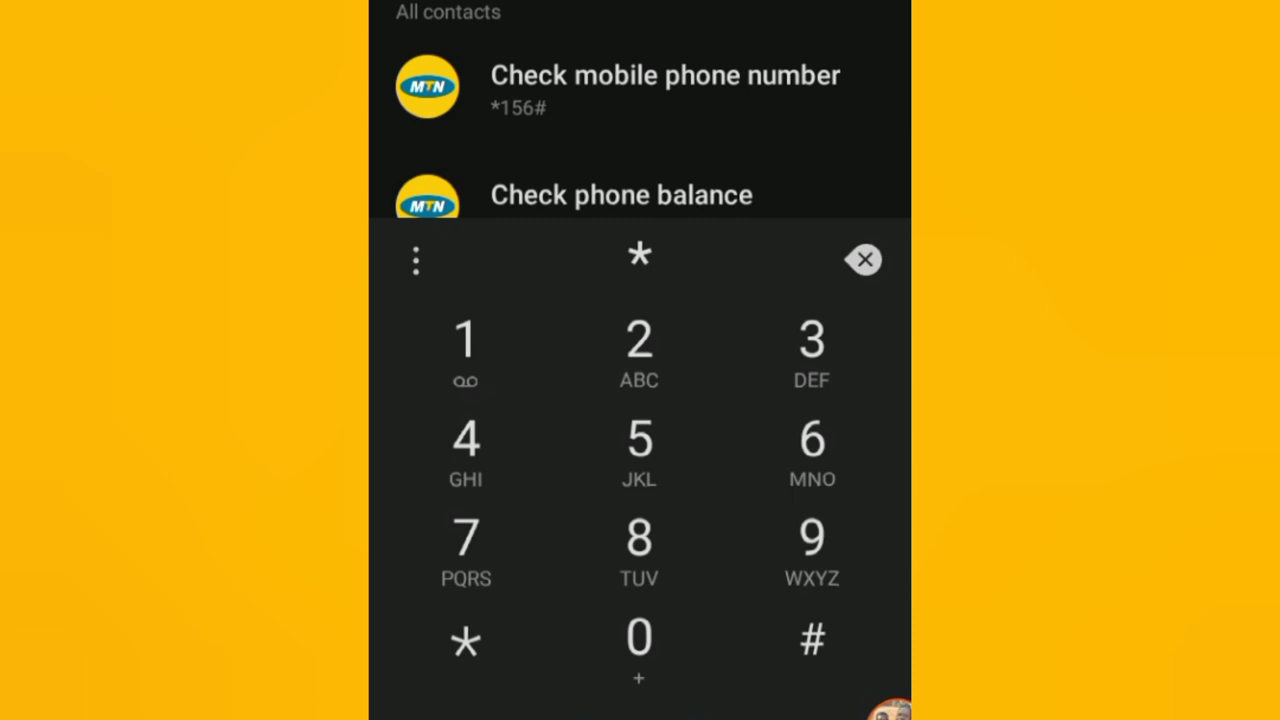 All contacts
MTN
Check mobile phone number
*156#
MTN
Check phone balance
*
1 2 3
ABC DEF
4 5 6
GHI JKL MNO
7 8 9
PQRS TUV WXYZ
* 0 #
+